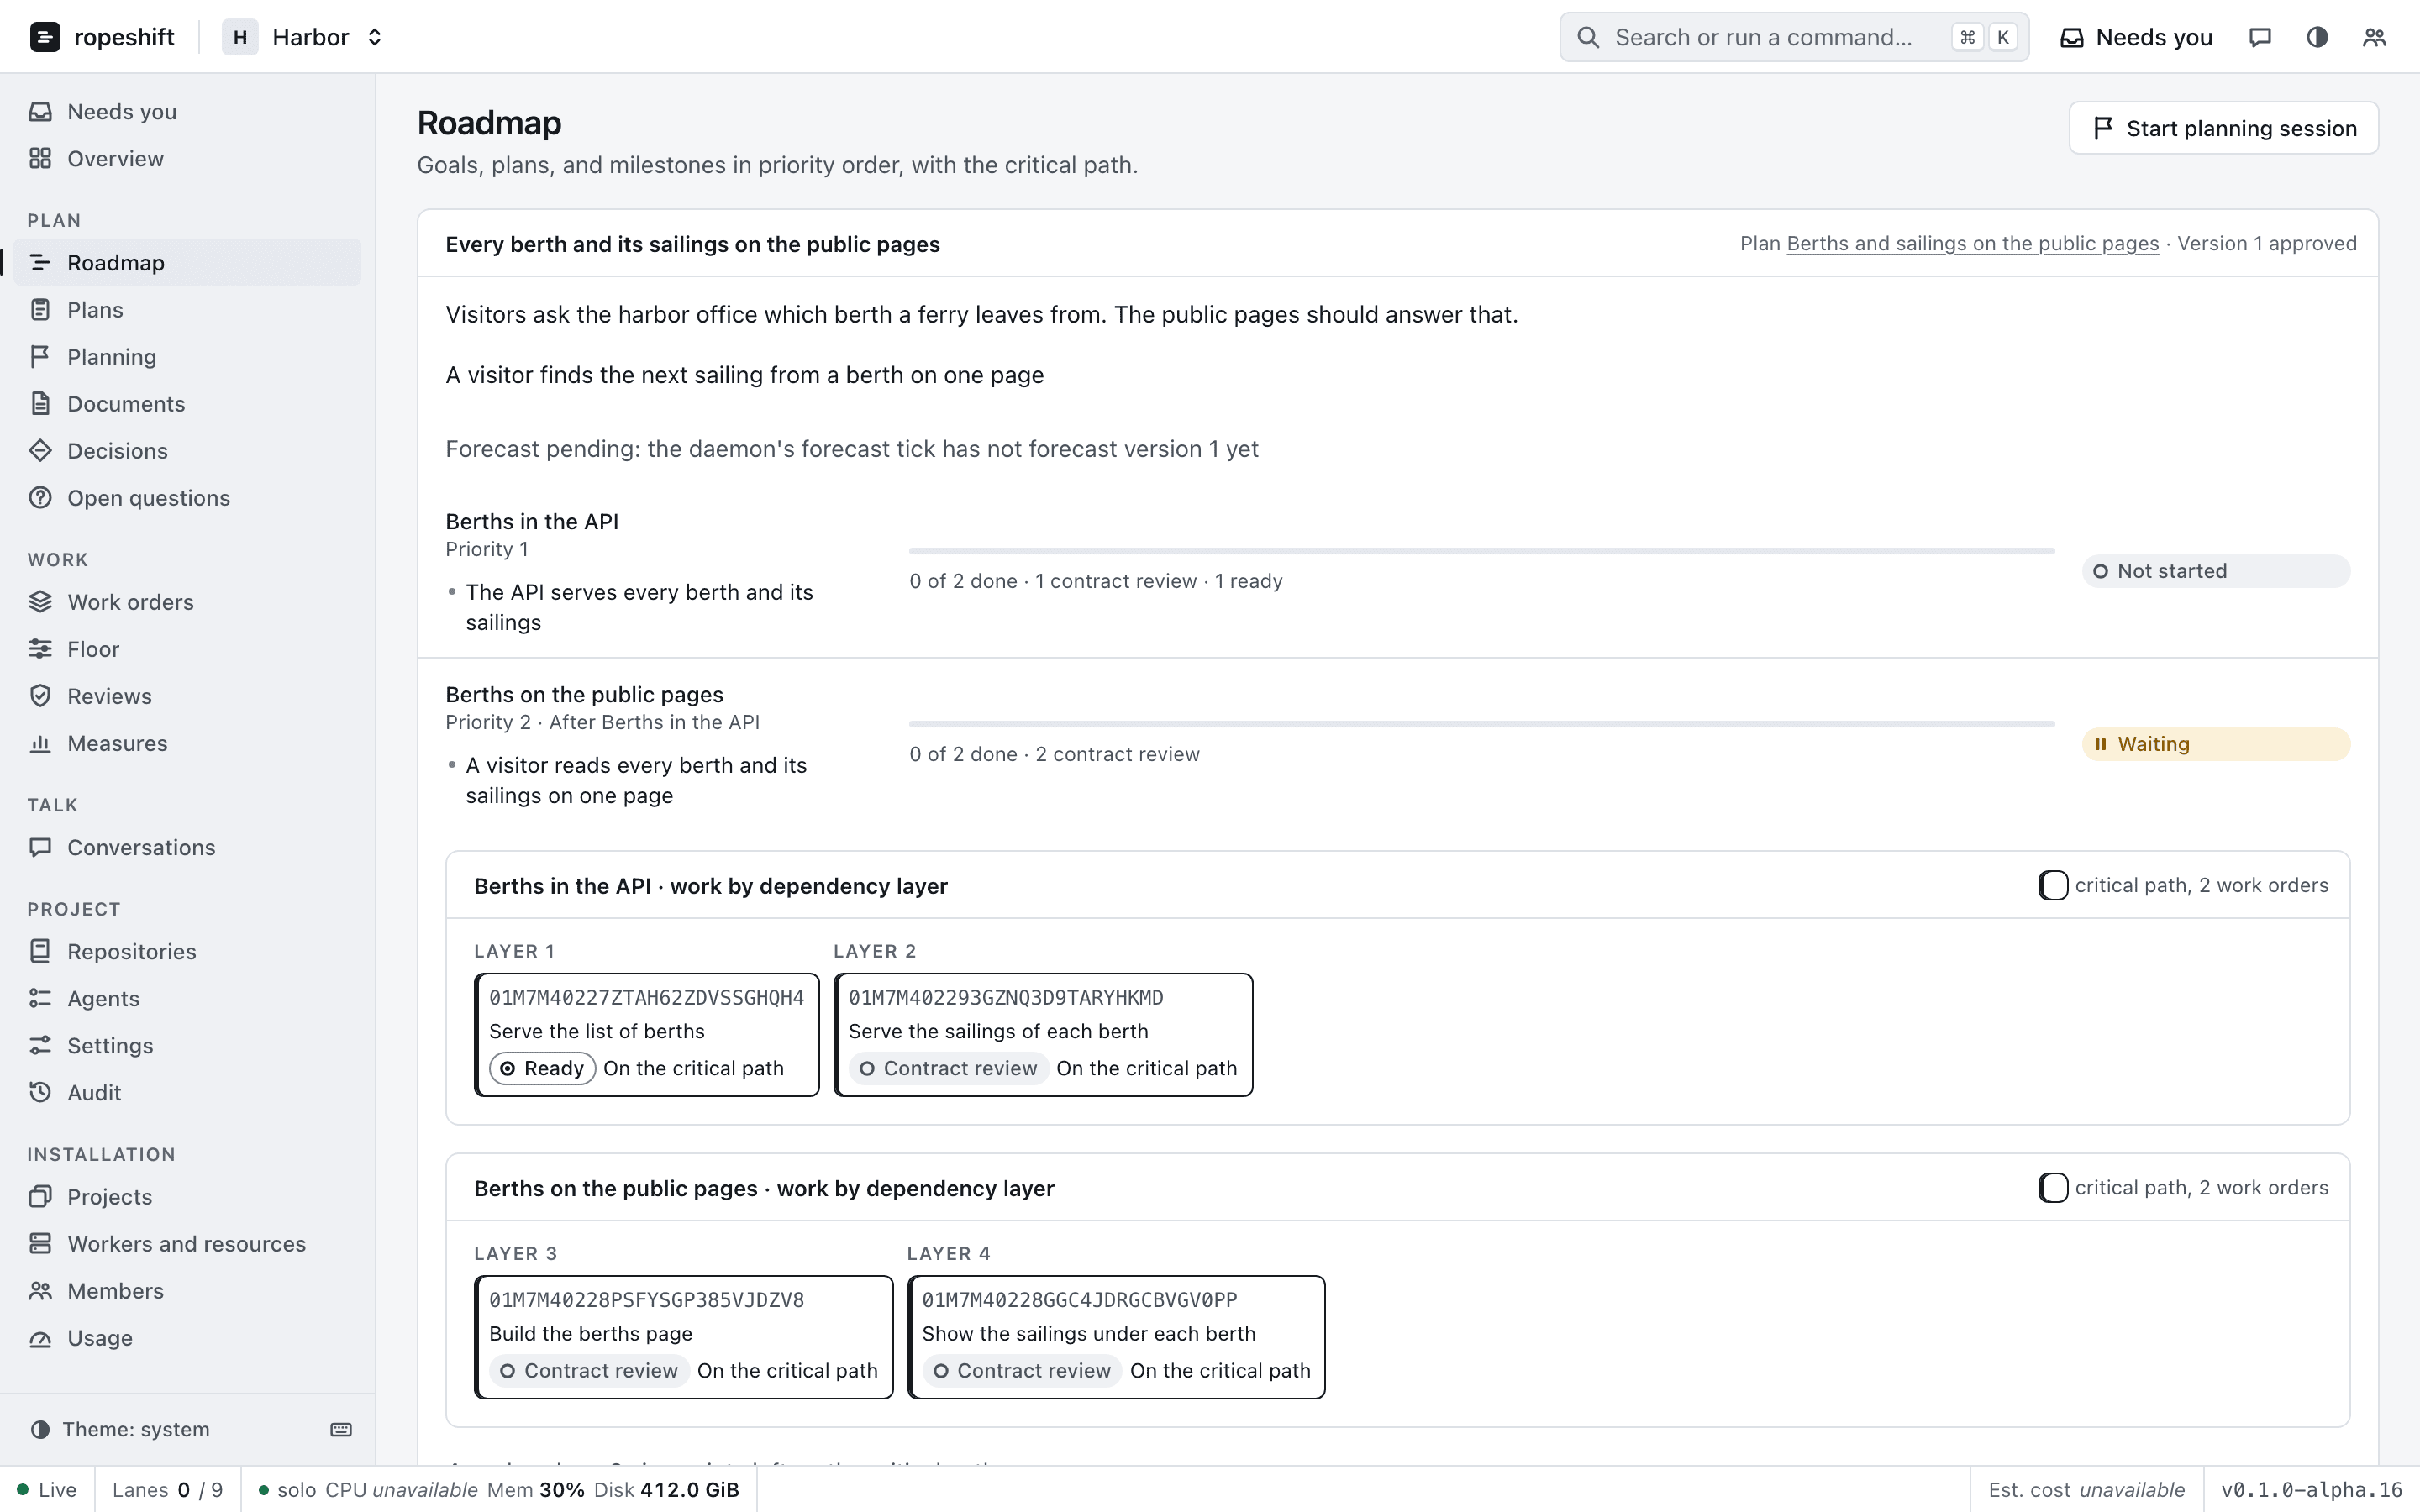 ropeshift
H Harbor
Search or run a command... ⌘ K
Needs you
Needs you
Overview
PLAN
Roadmap
Plans
Planning
Documents
Decisions
Open questions
WORK
Work orders
Floor
Reviews
Measures
TALK
Conversations
PROJECT
Repositories
Agents
Settings
Audit
INSTALLATION
Projects
Workers and resources
Members
Usage
Theme: system
Roadmap
Goals, plans, and milestones in priority order, with the critical path.
Start planning session
Every berth and its sailings on the public pages
Plan Berths and sailings on the public pages · Version 1 approved
Visitors ask the harbor office which berth a ferry leaves from. The public pages should answer that.
A visitor finds the next sailing from a berth on one page
Forecast pending: the daemon's forecast tick has not forecast version 1 yet
Berths in the API
Priority 1
• The API serves every berth and its
sailings
0 of 2 done · 1 contract review · 1 ready
Not started
Berths on the public pages
Priority 2 · After Berths in the API
• A visitor reads every berth and its
sailings on one page
0 of 2 done · 2 contract review
Waiting
Berths in the API · work by dependency layer
critical path, 2 work orders
LAYER 1
01M7M40227ZTAH62ZDVSSGHQH4
Serve the list of berths
Ready On the critical path
LAYER 2
01M7M402293GZNQ3D9TARYHKMD
Serve the sailings of each berth
Contract review On the critical path
Berths on the public pages · work by dependency layer
critical path, 2 work orders
LAYER 3
01M7M40228PSFYSGP385VJDZV8
Build the berths page
Contract review On the critical path
LAYER 4
01M7M40228GGC4JDRGCBVGV0PP
Show the sailings under each berth
Contract review On the critical path
Live
Lanes 0 / 9
solo CPU unavailable Mem 30% Disk 412.0 GiB
Est. cost unavailable
v0.1.0-alpha.16